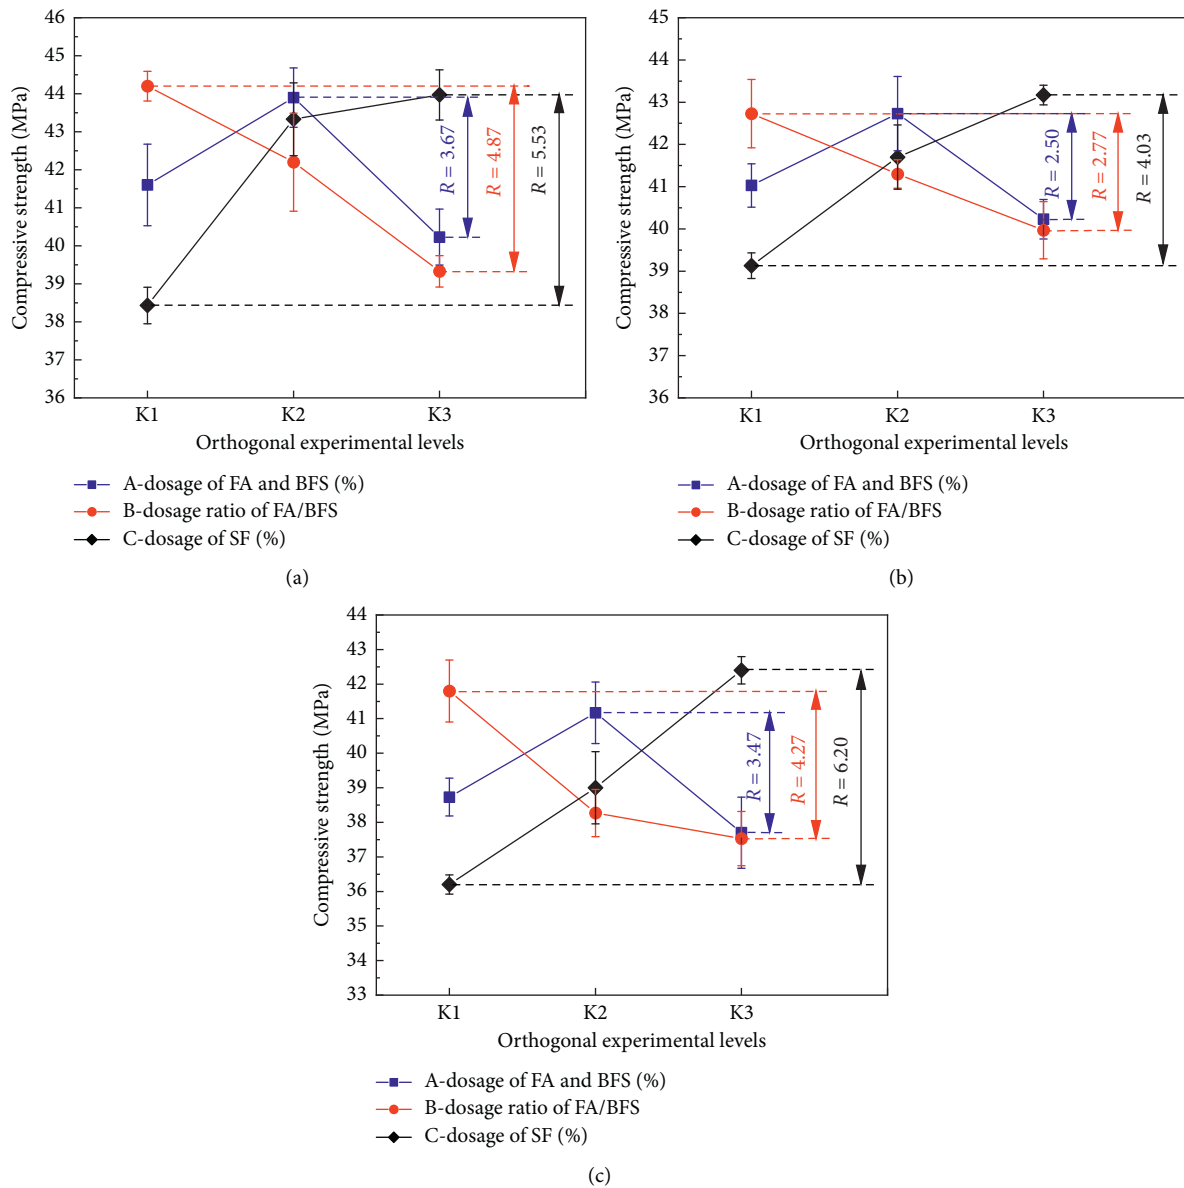 46
45
44
43
42
41
40
39
38
37
36
Compressive strength (MPa)
R = 3.67
R = 4.87
R = 5.53
K1 K2 K3
Orthogonal experimental levels
A-dosage of FA and BFS (%)
B-dosage ratio of FA/BFS
C-dosage of SF (%)
(a)
45
44
43
42
41
40
39
38
37
36
Compressive strength (MPa)
R = 2.50
R = 2.77
R = 4.03
K1 K2 K3
Orthogonal experimental levels
A-dosage of FA and BFS (%)
B-dosage ratio of FA/BFS
C-dosage of SF (%)
(b)
44
43
42
41
40
39
38
37
36
35
34
33
Compressive strength (MPa)
R = 3.47
R = 4.27
R = 6.20
K1 K2 K3
Orthogonal experimental levels
A-dosage of FA and BFS (%)
B-dosage ratio of FA/BFS
C-dosage of SF (%)
(c)